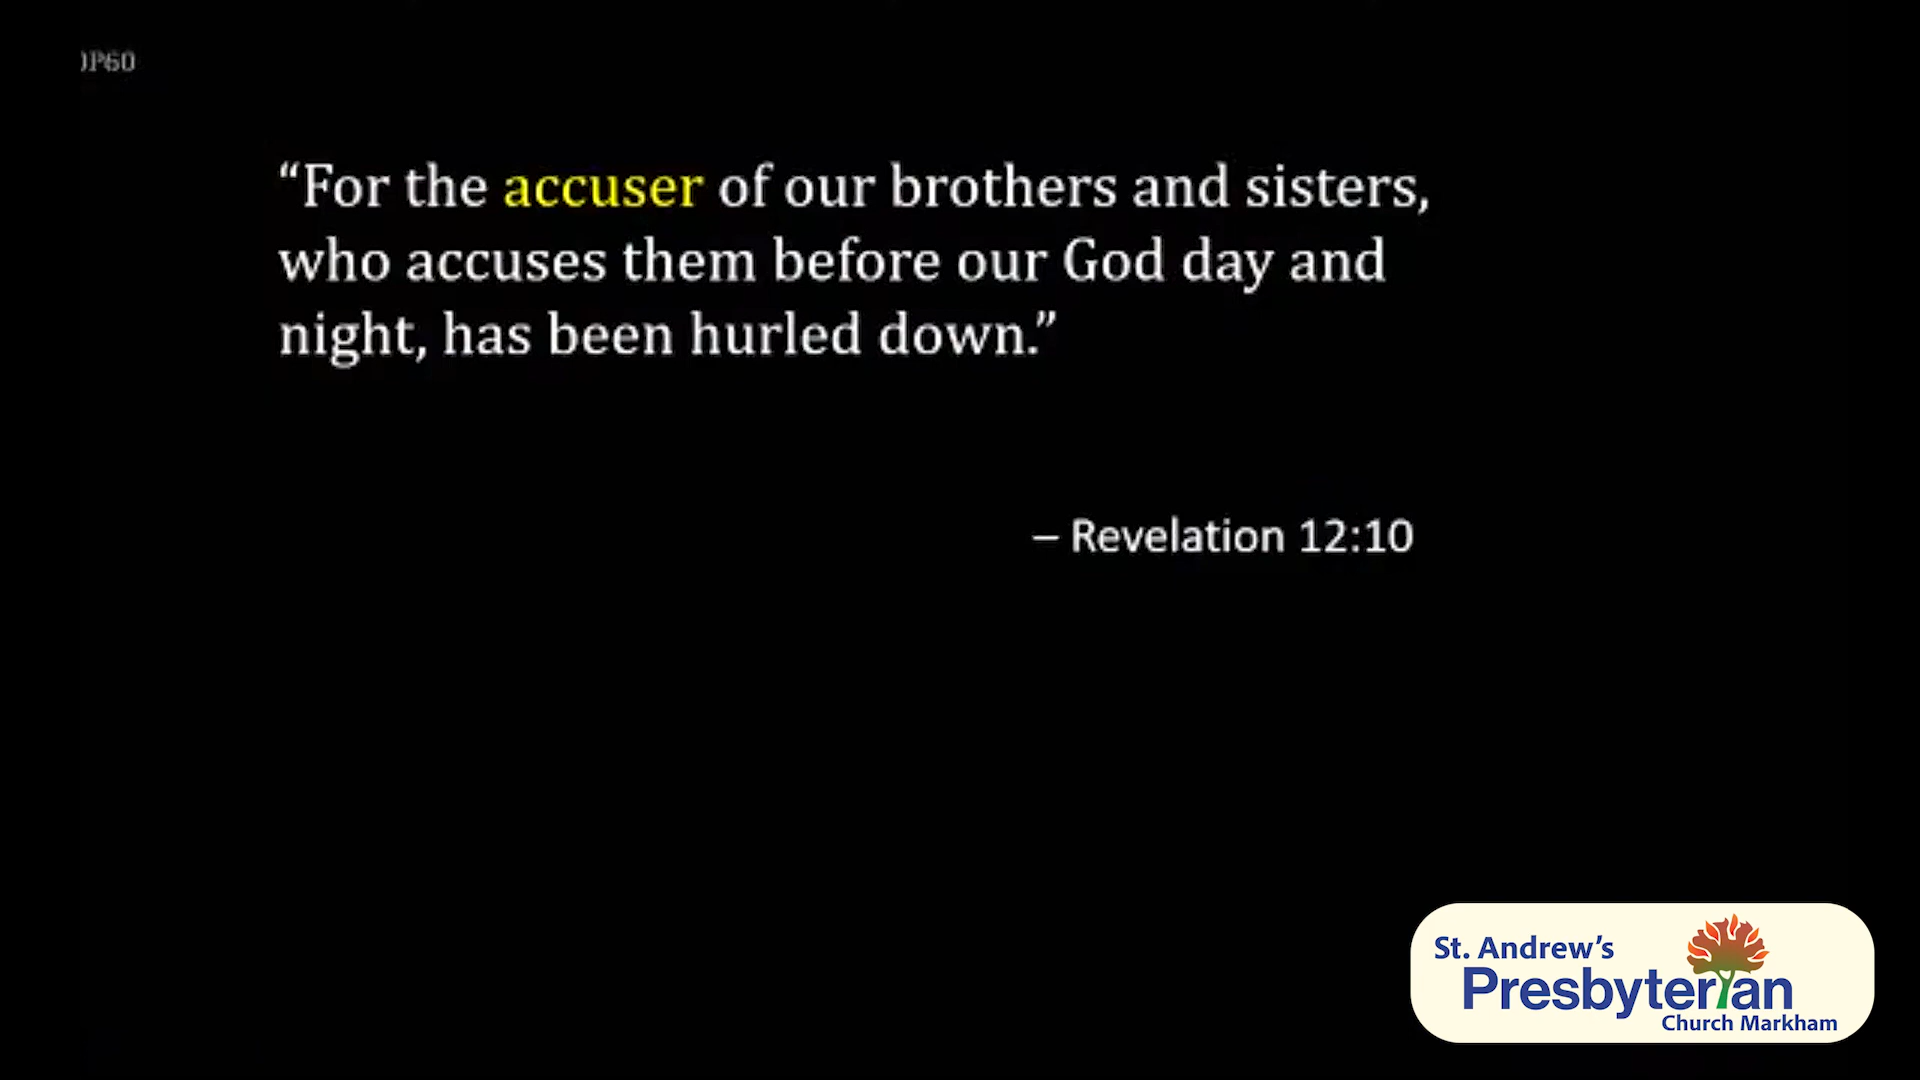 “For the accuser of our brothers and sisters,
who accuses them before our God day and
night, has been hurled down.”
– Revelation 12:10
St. Andrew’s
Presbyterian
Church Markham